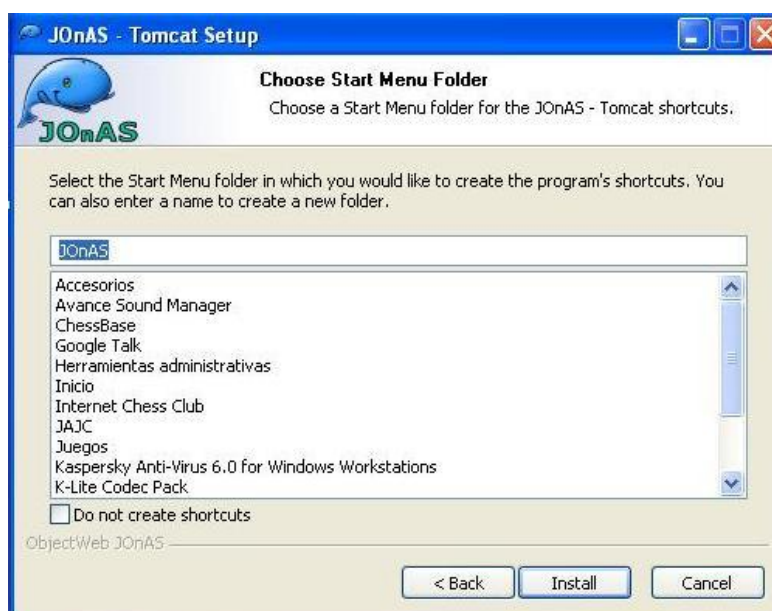 JOnAS - Tomcat Setup
JOnAS
Choose Start Menu Folder
Choose a Start Menu folder for the JOnAS - Tomcat shortcuts.
Select the Start Menu folder in which you would like to create the program's shortcuts. You
can also enter a name to create a new folder.
JOnAS
Accesorios
Avance Sound Manager
ChessBase
Google Talk
Herramientas administrativas
Inicio
Internet Chess Club
JAJC
Juegos
Kaspersky Anti-Virus 6.0 for Windows Workstations
K-Lite Codec Pack
Do not create shortcuts
ObjectWeb JOnAS
< Back Install Cancel